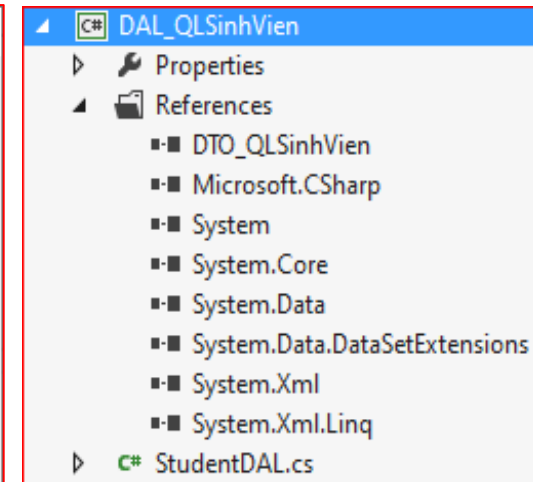 C# DAL_QLSinhVien
Properties
References
DTO_QLSinhVien
Microsoft.CSharp
System
System.Core
System.Data
System.Data.DataSetExtensions
System.Xml
System.Xml.Linq
C# StudentDAL.cs